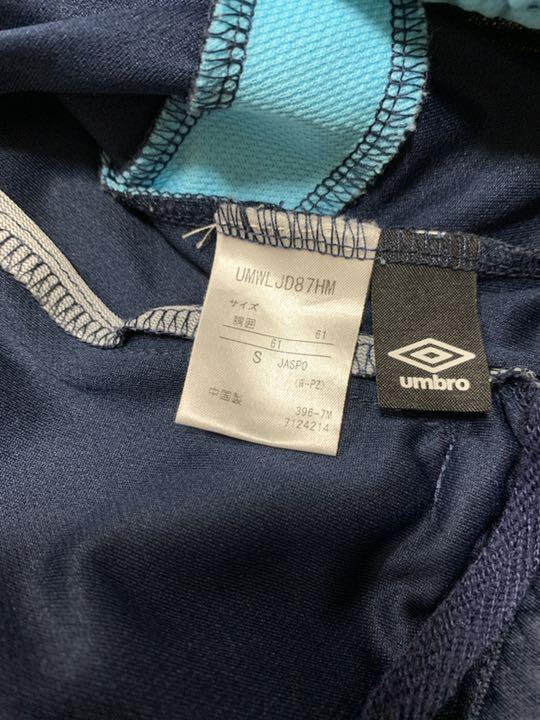 UMWLJD87HM
サイズ
胴囲 61
61
S JASPO
(W-PZ)
中国製
396-7M
7124214
umbro